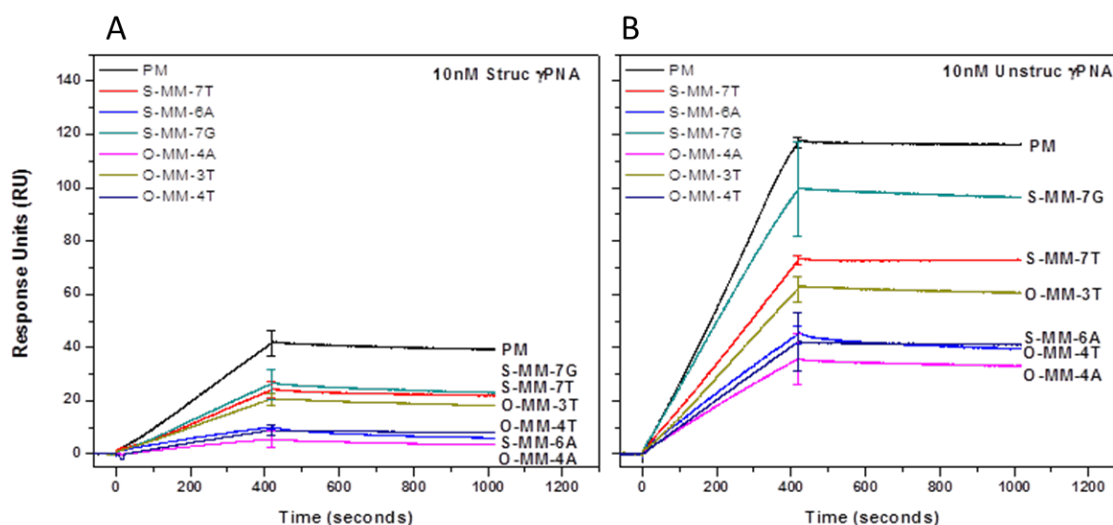 A
B
10nM Struc γPNA
PM
S-MM-7T
S-MM-6A
S-MM-7G
O-MM-4A
O-MM-3T
O-MM-4T
PM
S-MM-7G
S-MM-7T
O-MM-3T
O-MM-4T
S-MM-6A
O-MM-4A
Response Units (RU)
140
120
100
80
60
40
20
0
0
200
400
600
800
1000
1200
Time (seconds)
10nM Unstruc γPNA
PM
S-MM-7T
S-MM-6A
S-MM-7G
O-MM-4A
O-MM-3T
O-MM-4T
PM
S-MM-7G
S-MM-7T
O-MM-3T
S-MM-6A
O-MM-4T
O-MM-4A
0
200
400
600
800
1000
1200
Time (seconds)